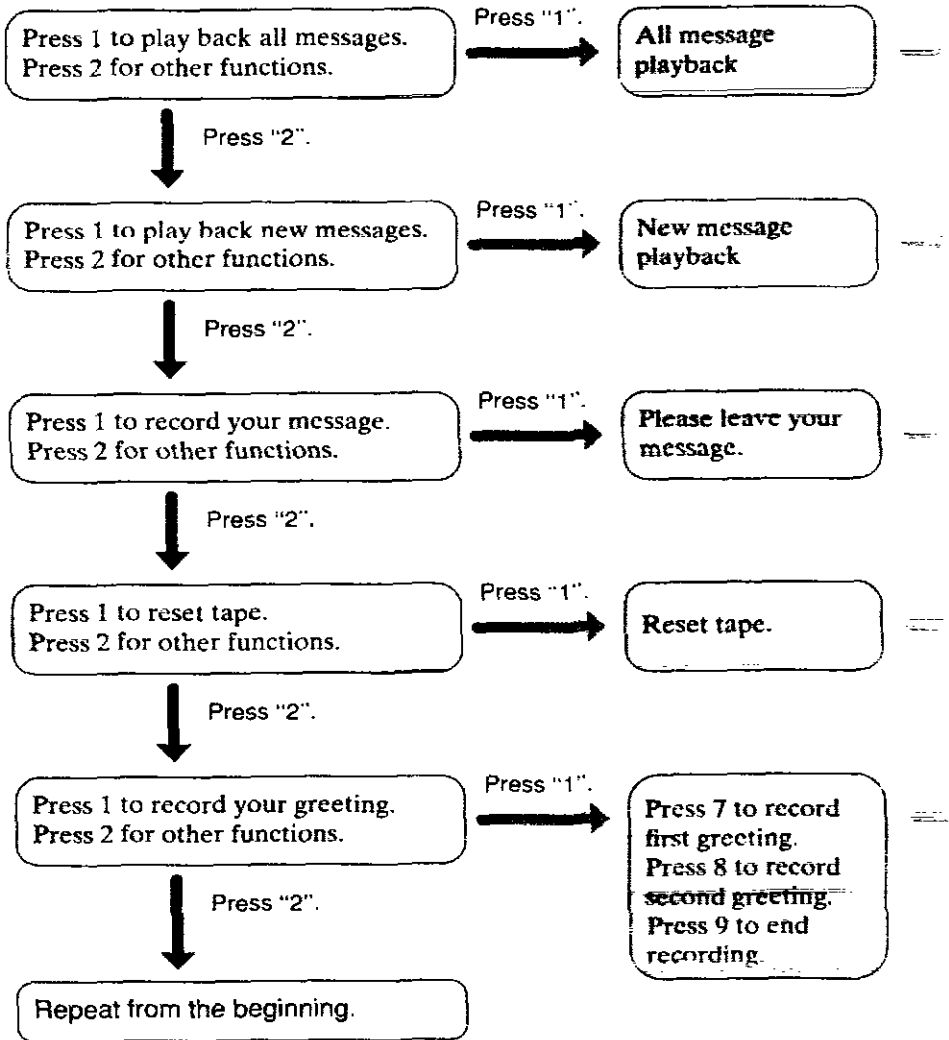 Press 1 to play back all messages.
Press 2 for other functions.
Press "1".
All message
playback
Press "2".
Press 1 to play back new messages.
Press 2 for other functions.
Press "1".
New message
playback
Press "2".
Press 1 to record your message.
Press 2 for other functions.
Press "1".
Please leave your
message.
Press "2".
Press 1 to reset tape.
Press 2 for other functions.
Press "1".
Reset tape.
Press "2".
Press 1 to record your greeting.
Press 2 for other functions.
Press "1".
Press 7 to record
first greeting.
Press 8 to record
second greeting.
Press 9 to end
recording.
Press "2".
Repeat from the beginning.